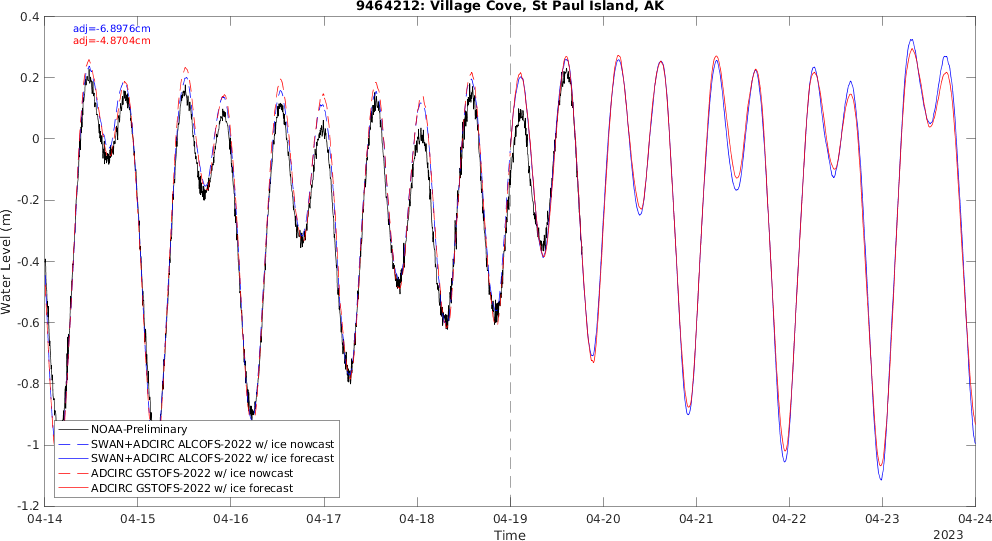 9464212: Village Cove, St Paul Island, AK
adj=-6.8976cm
adj=-4.8704cm
Water Level (m)
0.4
0.2
0
-0.2
-0.4
-0.6
-0.8
-1
-1.2
NOAA-Preliminary
SWAN+ADCIRC ALCOFS-2022 w/ ice nowcast
SWAN+ADCIRC ALCOFS-2022 w/ ice forecast
ADCIRC GSTOFS-2022 w/ ice nowcast
ADCIRC GSTOFS-2022 w/ ice forecast
04-14 04-15 04-16 04-17 04-18 04-19 04-20 04-21 04-22 04-23 04-24
Time
2023